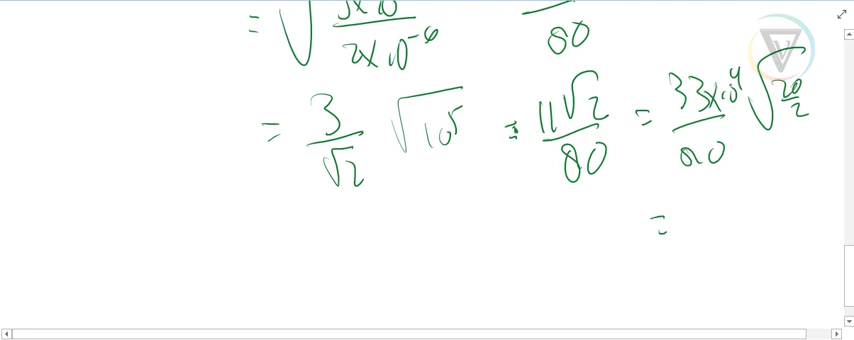 = √ 3×10 / 2×10⁻⁶ / 80
= 3/√2 √10⁵ = 11√2/80 = 33×10⁴/80 √20/2
=